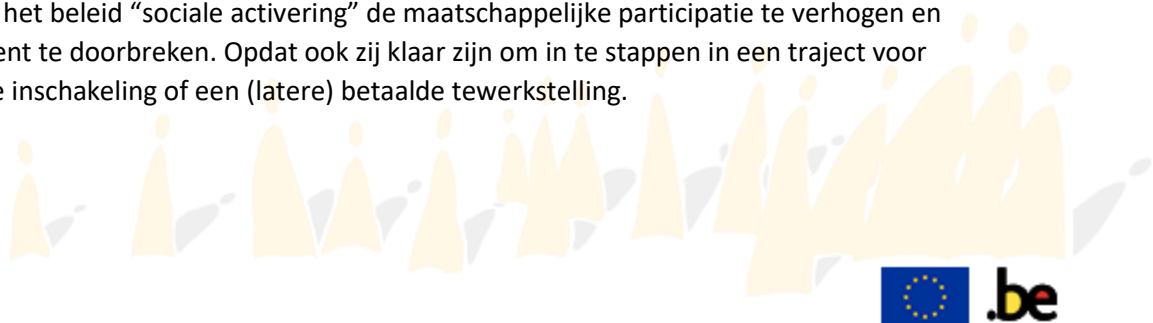 het beleid “sociale activering” de maatschappelijke participatie te verhogen en
te doorbreken. Opdat ook zij klaar zijn om in te stappen in een traject voor
inschakeling of een (latere) betaalde tewerkstelling.
.be